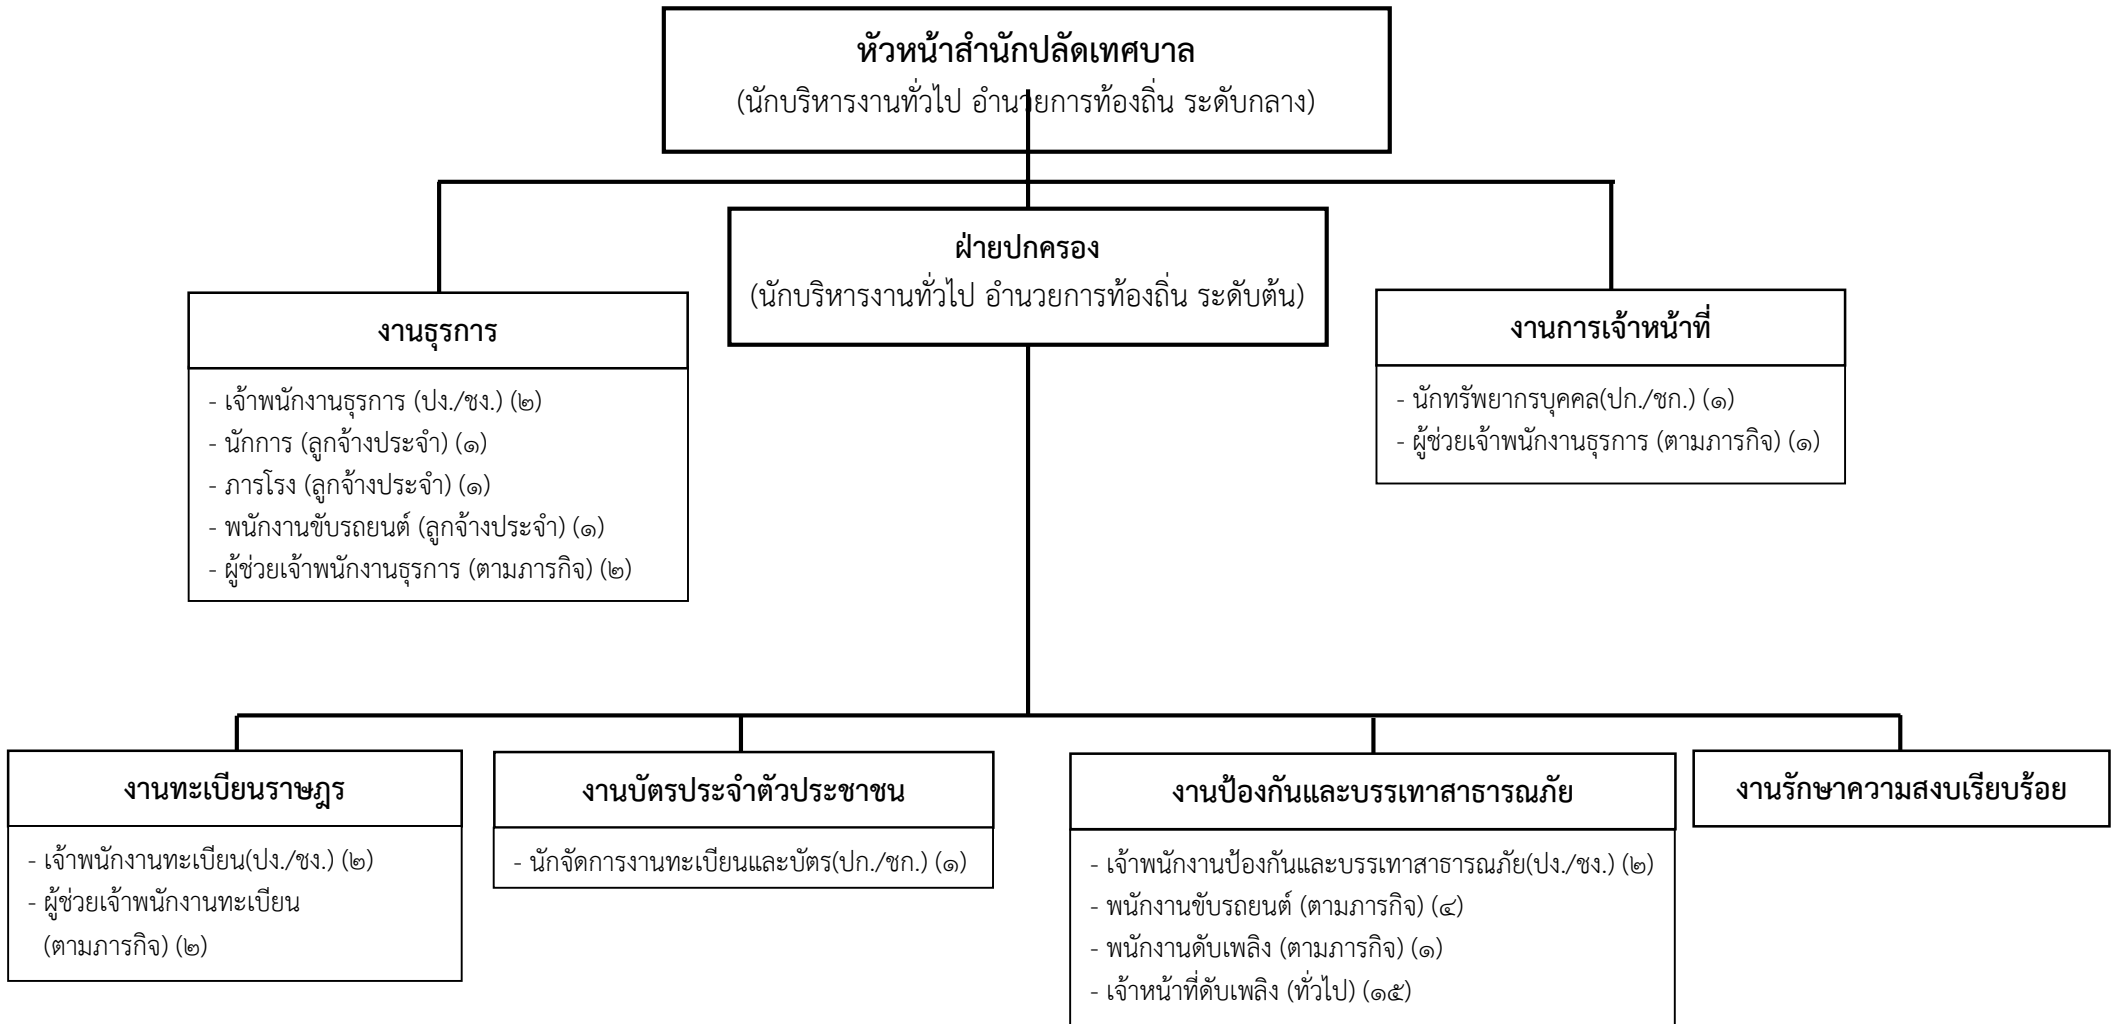 หัวหน้าสำนักปลัดเทศบาล
(นักบริหารงานทั่วไป อำนวยการท้องถิ่น ระดับกลาง)
ฝ่ายปกครอง
(นักบริหารงานทั่วไป อำนวยการท้องถิ่น ระดับต้น)
งานธุรการ
- เจ้าพนักงานธุรการ (ปง./ชง.) (๒)
- นักการ (ลูกจ้างประจำ) (๑)
- ภารโรง (ลูกจ้างประจำ) (๑)
- พนักงานขับรถยนต์ (ลูกจ้างประจำ) (๑)
- ผู้ช่วยเจ้าพนักงานธุรการ (ตามภารกิจ) (๒)
งานการเจ้าหน้าที่
- นักทรัพยากรบุคคล(ปก./ชก.) (๑)
- ผู้ช่วยเจ้าพนักงานธุรการ (ตามภารกิจ) (๑)
งานทะเบียนราษฎร
- เจ้าพนักงานทะเบียน(ปง./ชง.) (๒)
- ผู้ช่วยเจ้าพนักงานทะเบียน
(ตามภารกิจ) (๒)
งานบัตรประจำตัวประชาชน
- นักจัดการงานทะเบียนและบัตร(ปก./ชก.) (๑)
งานป้องกันและบรรเทาสาธารณภัย
- เจ้าพนักงานป้องกันและบรรเทาสาธารณภัย(ปง./ชง.) (๒)
- พนักงานขับรถยนต์ (ตามภารกิจ) (๔)
- พนักงานดับเพลิง (ตามภารกิจ) (๑)
- เจ้าหน้าที่ดับเพลิง (ทั่วไป) (๑๕)
งานรักษาความสงบเรียบร้อย